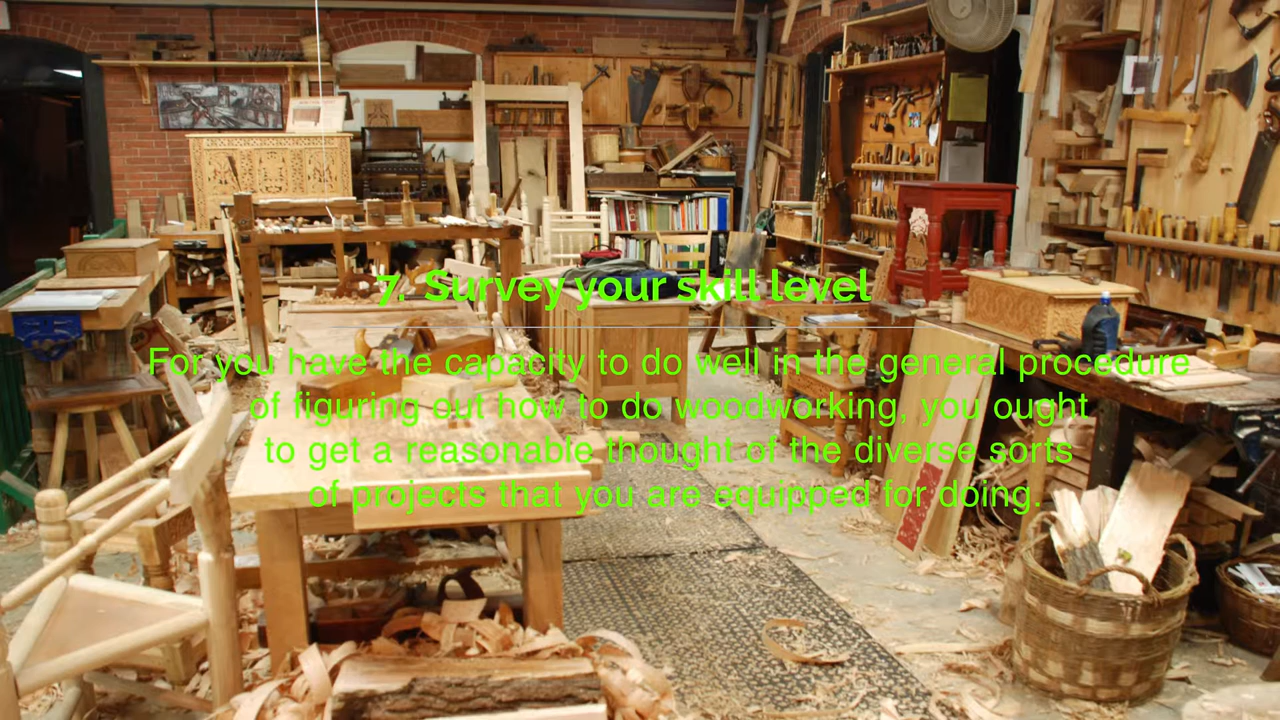 7. Survey your skill level
For you have the capacity to do well in the general procedure
of figuring out how to do woodworking, you ought
to get a reasonable thought of the diverse sorts
of projects that you are equipped for doing.